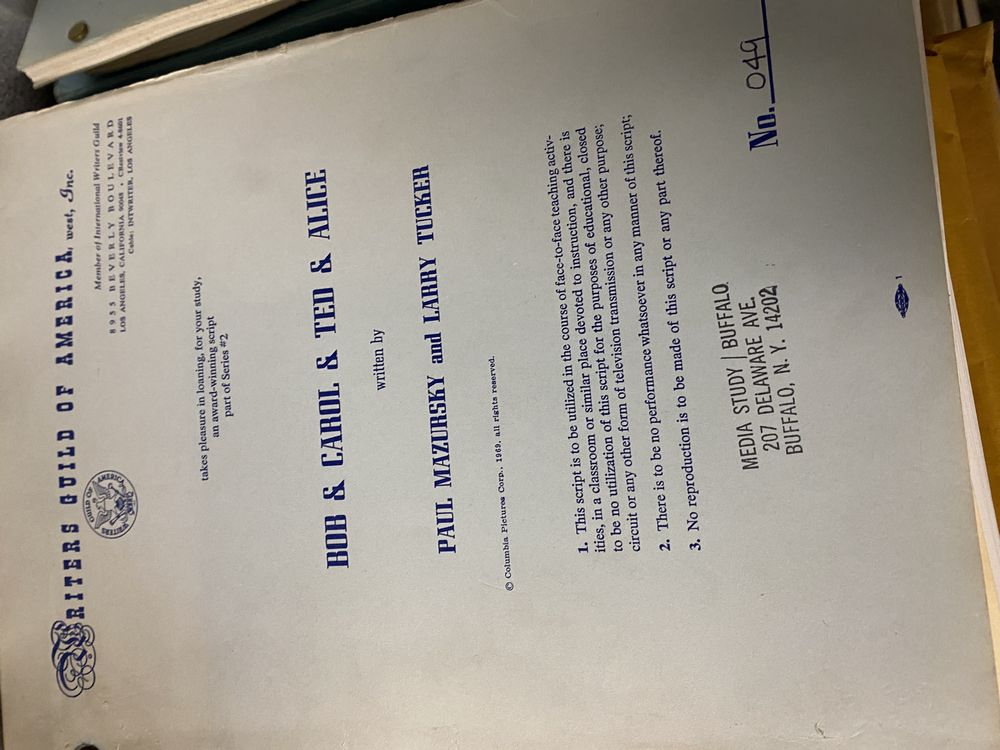 WRITERS GUILD OF AMERICA, west, Inc.
WRITERS GUILD OF AMERICA
Member of International Writers Guild
8955 BEVERLY BOULEVARD
LOS ANGELES, CALIFORNIA 90048 • CRestview 4-8601
Cable: INTWRITER, LOS ANGELES
takes pleasure in loaning, for your study,
an award-winning script
part of Series #2
BOB & CAROL & TED & ALICE
written by
PAUL MAZURSKY and LARRY TUCKER
© Columbia Pictures Corp., 1969, all rights reserved.
1. This script is to be utilized in the course of face-to-face teaching activ-
ities, in a classroom or similar place devoted to instruction, and there is
to be no utilization of this script for the purposes of educational, closed
circuit or any other form of television transmission or any other purpose;
2. There is to be no performance whatsoever in any manner of this script;
3. No reproduction is to be made of this script or any part thereof.
MEDIA STUDY / BUFFALO
207 DELAWARE AVE.
BUFFALO, N. Y. 14202
No. 049
1